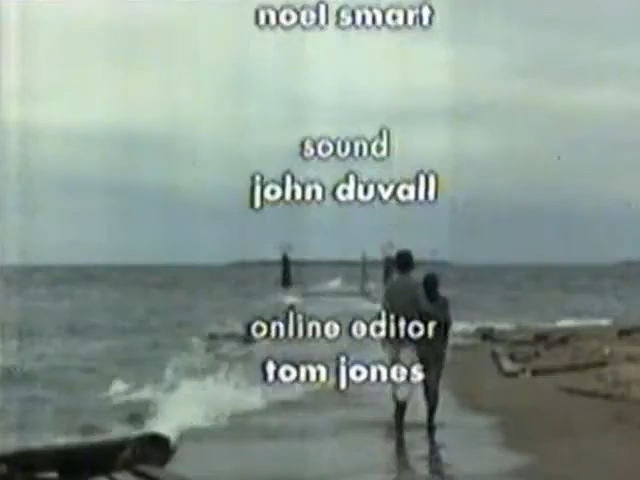 noel smart
sound
john duvall
online editor
tom jones